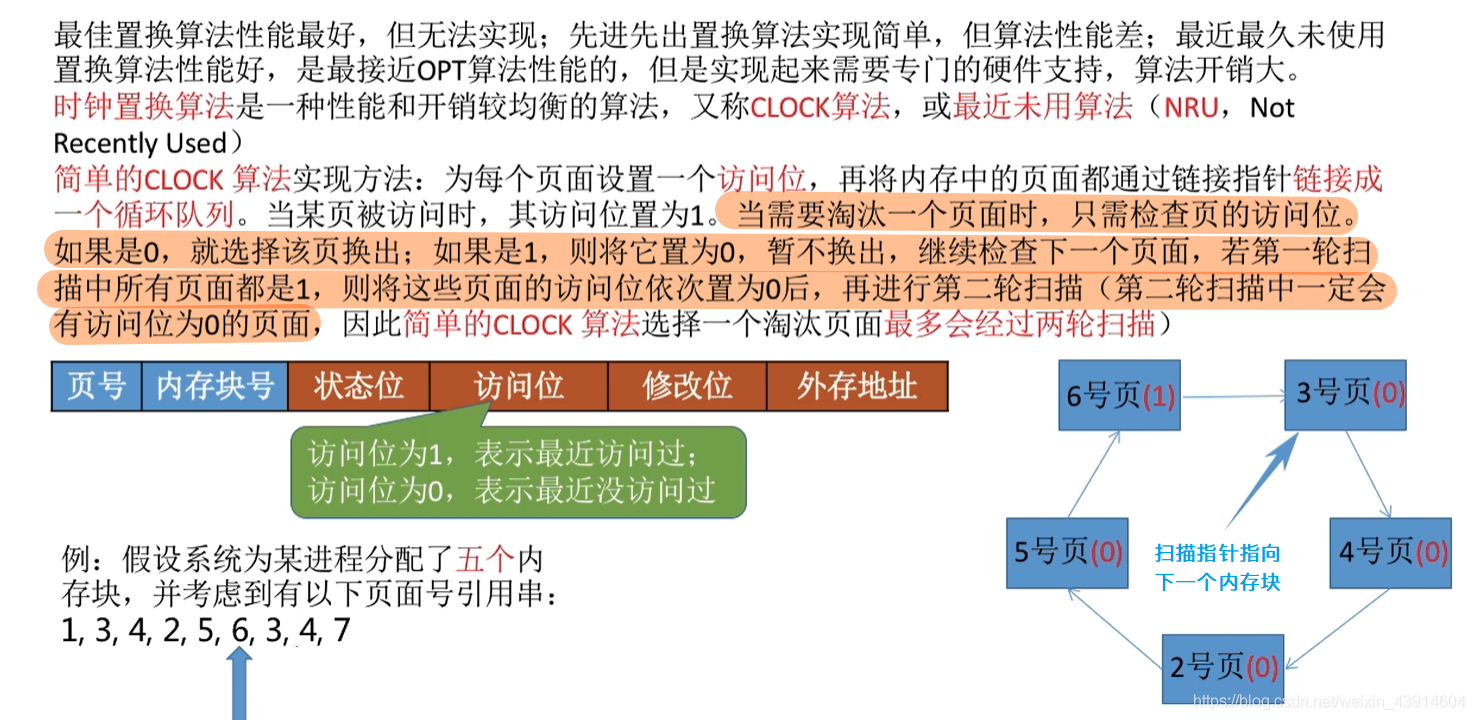 最佳置换算法性能最好，但无法实现；先进先出置换算法实现简单，但算法性能差；最近最久未使用
置换算法性能好，是最接近OPT算法性能的，但是实现起来需要专门的硬件支持，算法开销大。
时钟置换算法是一种性能和开销较均衡的算法，又称CLOCK算法，或最近未用算法（NRU，Not
Recently Used）
简单的CLOCK 算法实现方法：为每个页面设置一个访问位，再将内存中的页面都通过链接指针链接成
一个循环队列。当某页被访问时，其访问位置为1。当需要淘汰一个页面时，只需检查页的访问位。
如果是0，就选择该页换出；如果是1，则将它置为0，暂不换出，继续检查下一个页面，若第一轮扫
描中所有页面都是1，则将这些页面的访问位依次置为0后，再进行第二轮扫描（第二轮扫描中一定会
有访问位为0的页面，因此简单的CLOCK 算法选择一个淘汰页面最多会经过两轮扫描）
页号 内存块号 状态位 访问位 修改位 外存地址
访问位为1，表示最近访问过；
访问位为0，表示最近没访问过
例：假设系统为某进程分配了五个内
存块，并考虑到有以下页面号引用串：
1, 3, 4, 2, 5, 6, 3, 4, 7
6号页(1)
3号页(0)
5号页(0)
扫描指针指向
下一个内存块
4号页(0)
2号页(0)
https://blog.csdn.net/weixin_43914604